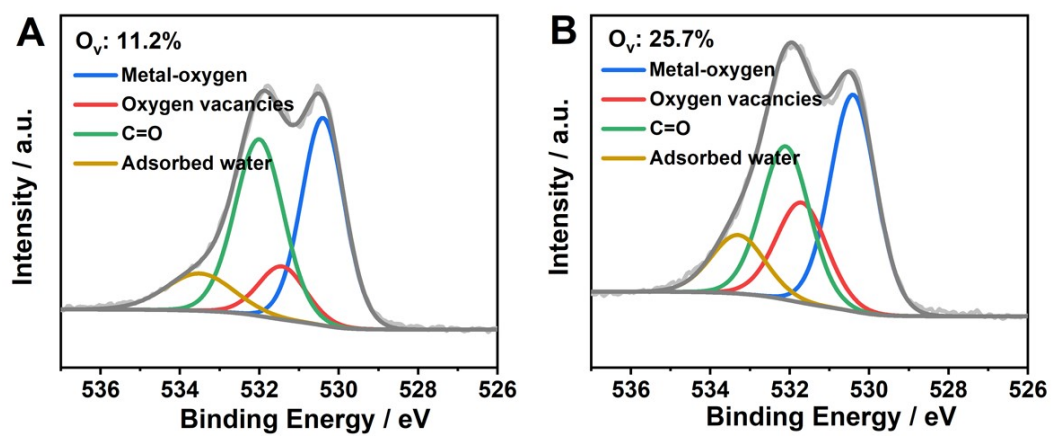 A
Oᵥ: 11.2%
Metal-oxygen
Oxygen vacancies
C=O
Adsorbed water
Intensity / a.u.
536 534 532 530 528 526
Binding Energy / eV
B
Oᵥ: 25.7%
Metal-oxygen
Oxygen vacancies
C=O
Adsorbed water
Intensity / a.u.
536 534 532 530 528 526
Binding Energy / eV